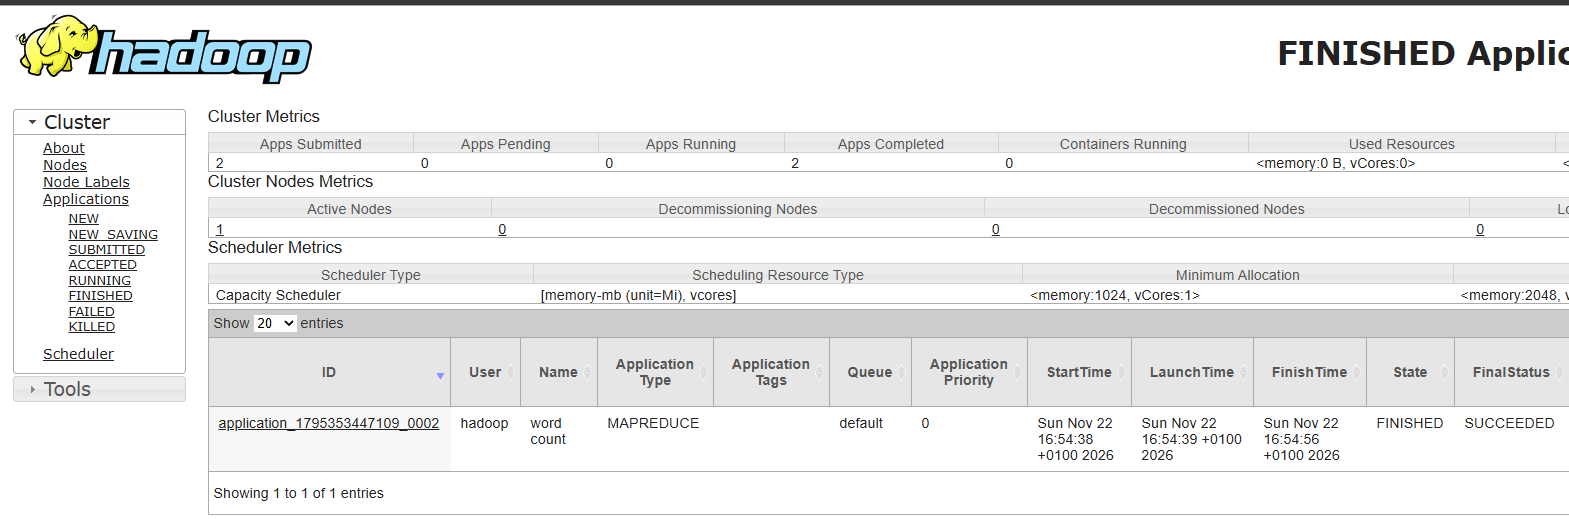 hadoop
FINISHED Applic
Cluster
About
Nodes
Node Labels
Applications
NEW
NEW_SAVING
SUBMITTED
ACCEPTED
RUNNING
FINISHED
FAILED
KILLED
Scheduler
Tools
Cluster Metrics
Apps Submitted Apps Pending Apps Running Apps Completed Containers Running Used Resources
2 0 0 2 0 <memory:0 B, vCores:0> <
Cluster Nodes Metrics
Active Nodes Decommissioning Nodes Decommissioned Nodes Lo
1 0 0 0
Scheduler Metrics
Scheduler Type Scheduling Resource Type Minimum Allocation
Capacity Scheduler [memory-mb (unit=Mi), vcores] <memory:1024, vCores:1> <memory:2048, v
Show 20 entries
ID User Name Application Type Application Tags Queue Application Priority StartTime LaunchTime FinishTime State FinalStatus
application_1795353447109_0002 hadoop word count MAPREDUCE default 0 Sun Nov 22 16:54:38 +0100 2026 Sun Nov 22 16:54:39 +0100 2026 Sun Nov 22 16:54:56 +0100 2026 FINISHED SUCCEEDED
Showing 1 to 1 of 1 entries